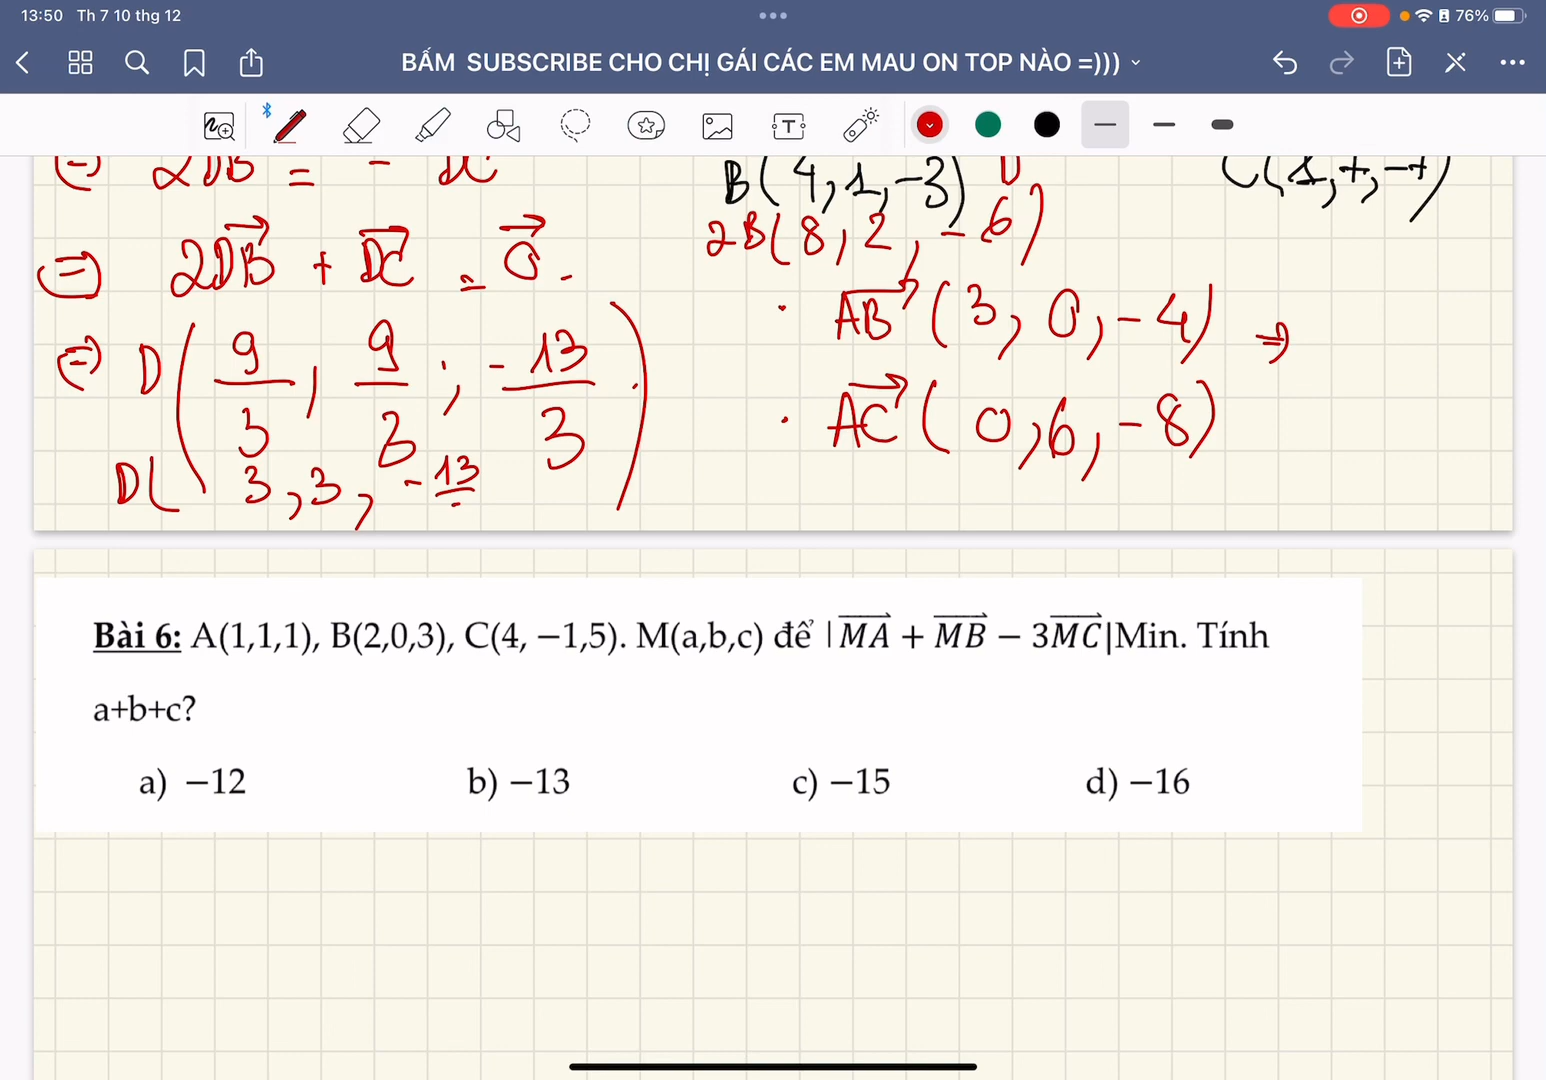 13:50 Th 7 10 thg 12
76%
BẤM SUBSCRIBE CHO CHỊ GÁI CÁC EM MAU ON TOP NÀO =)))
(=) 2DB = - DC
B(4,1,-3)
2B(8,2,-6)
(=) 2DB + DC = 0
AB (3, 0, -4) =>
(=) D( 9/3 , 9/3 ; -13/3 )
AC ( 0,6, -8)
D( 3, 3, -13
Bài 6: A(1,1,1), B(2,0,3), C(4, −1,5). M(a,b,c) để |MA + MB − 3MC|Min. Tính
a+b+c?
a) −12 b) −13 c) −15 d) −16